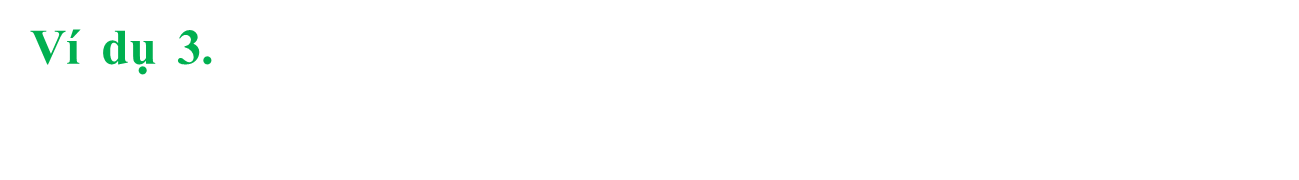 Ví dụ 3.